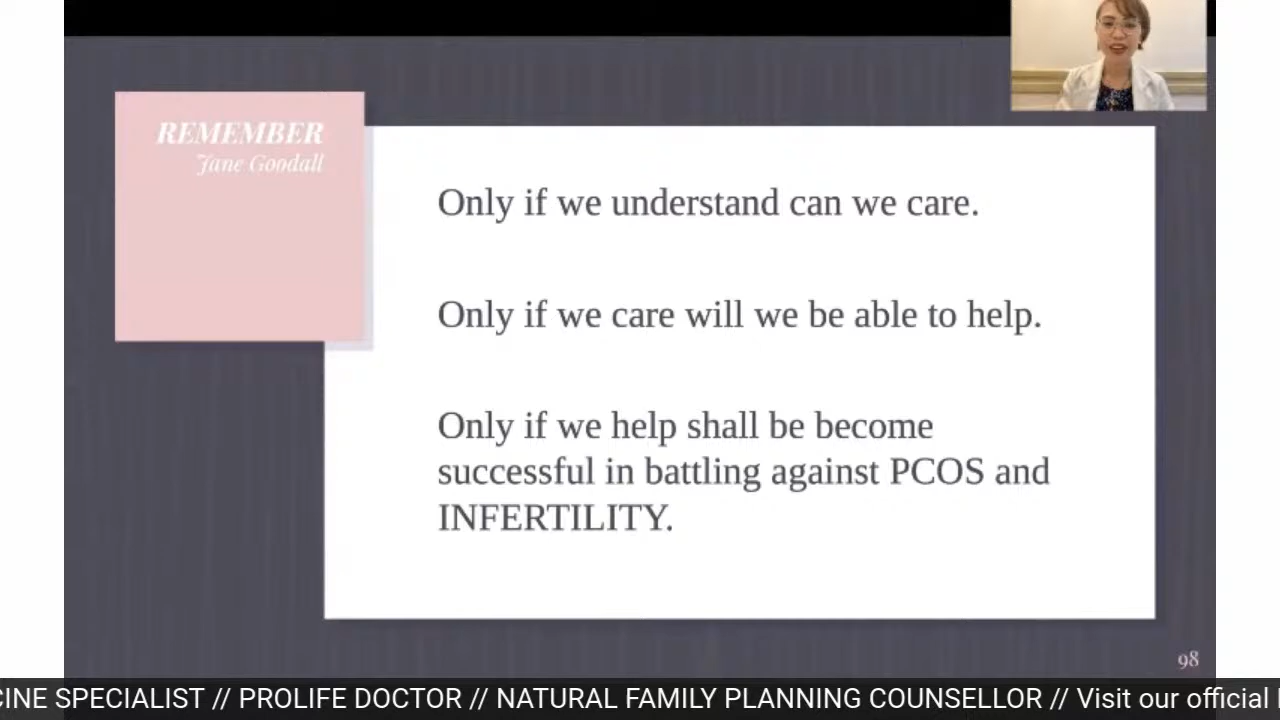 REMEMBER
Jane Goodall
Only if we understand can we care.
Only if we care will we be able to help.
Only if we help shall be become
successful in battling against PCOS and
INFERTILITY.
98
SPECIALIST // PROLIFE DOCTOR // NATURAL FAMILY PLANNING COUNSELLOR // Visit our official